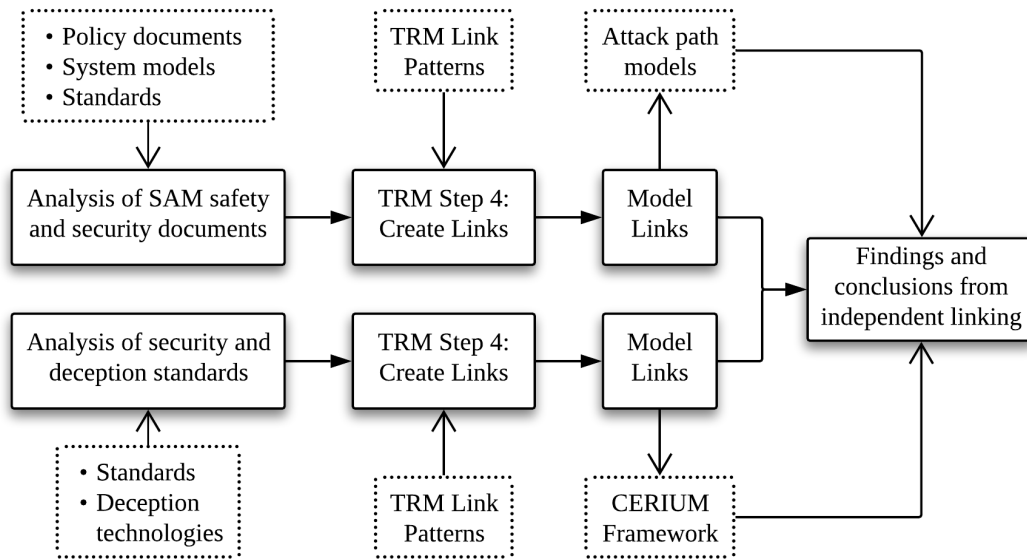 • Policy documents
• System models
• Standards
TRM Link
Patterns
Attack path
models
Analysis of SAM safety
and security documents
TRM Step 4:
Create Links
Model
Links
Findings and
conclusions from
independent linking
Analysis of security and
deception standards
TRM Step 4:
Create Links
Model
Links
• Standards
• Deception
technologies
TRM Link
Patterns
CERIUM
Framework